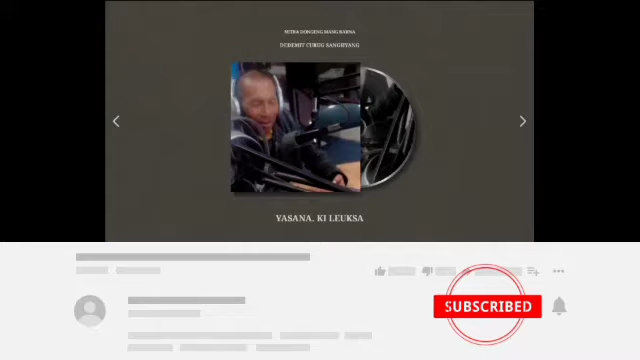 MITRA DONGENG MANG BARNA
DEDEMIT CUROG SANGHYANG
YASANA. KI LEUKSA
SUBSCRIBED